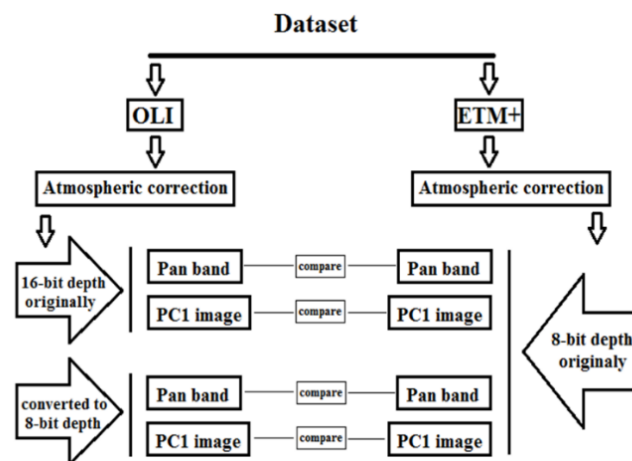 Dataset
OLI
ETM+
Atmospheric correction
Atmospheric correction
16-bit depth
originally
Pan band
compare
Pan band
PC1 image
compare
PC1 image
8-bit depth
originaly
converted to
8-bit depth
Pan band
compare
Pan band
PC1 image
compare
PC1 image